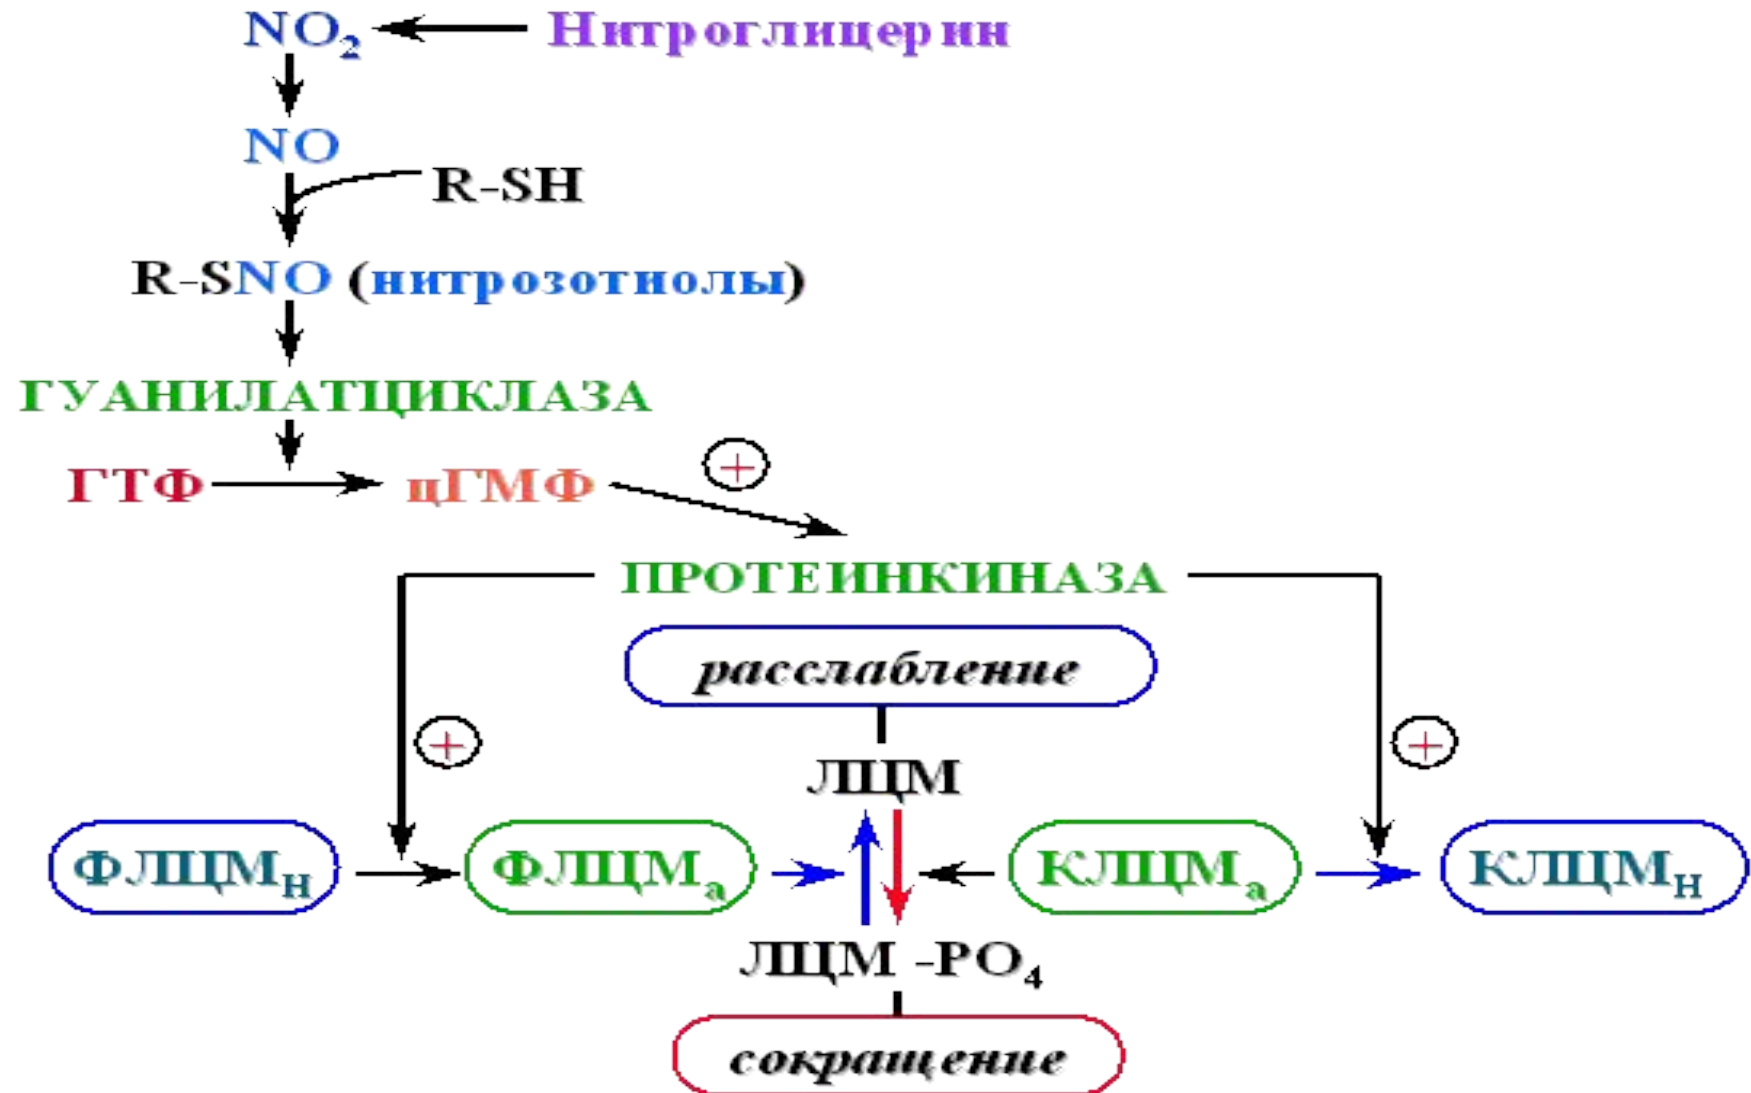 NO₂ Нитроглицерин
NO
R-SH
R-SNO (нитрозотиолы)
ГУАНИЛАТЦИКЛАЗА
+
ГТФ цГМФ
ПРОТЕИНКИНАЗА
расслабление
+ +
ЛЦМ
ФЛЦМн ФЛЦМа КЛЦМа КЛЦМн
ЛЦМ -PO₄
сокращение